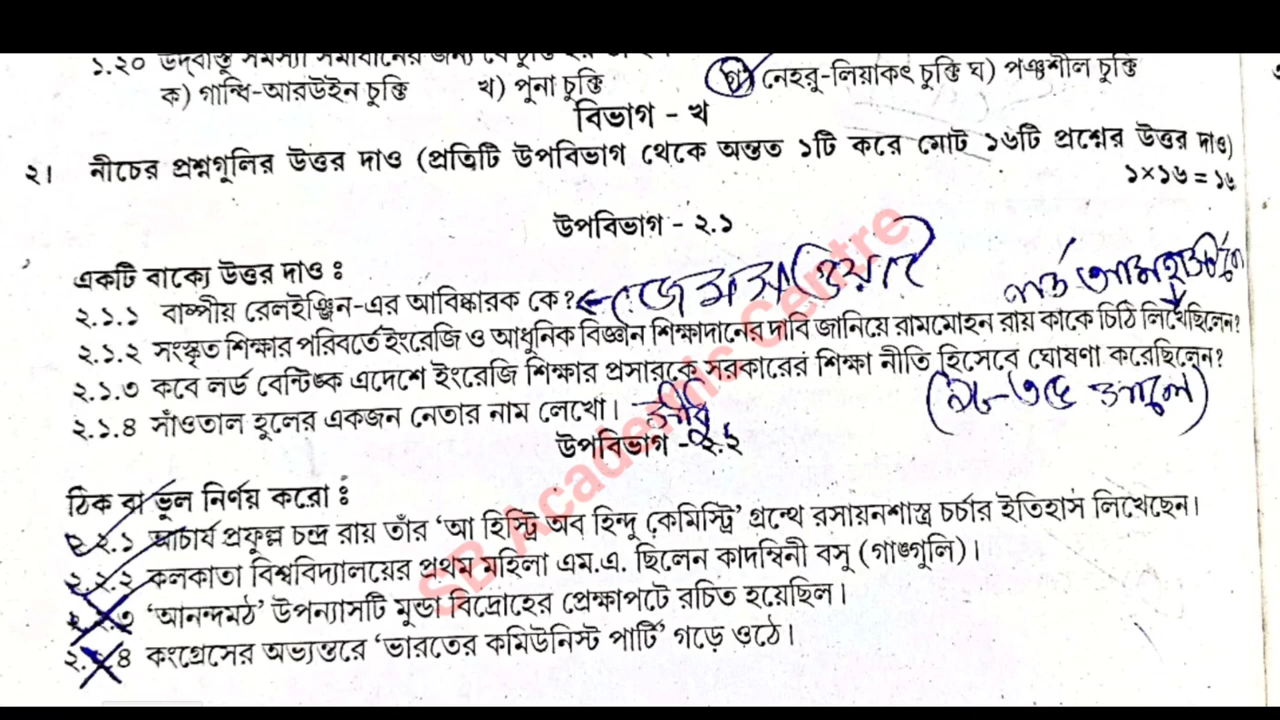 ১.২০ উদ্‌বাস্তু সমস্যা সমাধানের জন্য যে চুক্তি
ক) গান্ধি-আরউইন চুক্তি খ) পুনা চুক্তি গ) নেহরু-লিয়াকৎ চুক্তি ঘ) পঞ্চশীল চুক্তি
বিভাগ - খ
২। নীচের প্রশ্নগুলির উত্তর দাও (প্রতিটি উপবিভাগ থেকে অন্তত ১টি করে মোট ১৬টি প্রশ্নের উত্তর দাও)
১×১৬ = ১৬
উপবিভাগ - ২.১
একটি বাক্যে উত্তর দাও ঃ
২.১.১ বাষ্পীয় রেলইঞ্জিন-এর আবিষ্কারক কে? জেমস ওয়াট
লর্ড আমহার্স্ট
২.১.২ সংস্কৃত শিক্ষার পরিবর্তে ইংরেজি ও আধুনিক বিজ্ঞান শিক্ষাদানের দাবি জানিয়ে রামমোহন রায় কাকে চিঠি লিখেছিলেন?
২.১.৩ কবে লর্ড বেন্টিঙ্ক এদেশে ইংরেজি শিক্ষার প্রসারকে সরকারের শিক্ষা নীতি হিসেবে ঘোষণা করেছিলেন?
(১৮৩৫ সালে)
২.১.৪ সাঁওতাল হুলের একজন নেতার নাম লেখো। - সীধু
উপবিভাগ - ২.২
ঠিক বা ভুল নির্ণয় করো ঃ
২.২.১ আচার্য প্রফুল্ল চন্দ্র রায় তাঁর ‘আ হিস্ট্রি অব হিন্দু কেমিস্ট্রি’ গ্রন্থে রসায়নশাস্ত্র চর্চার ইতিহাস লিখেছেন।
২.২.২ কলকাতা বিশ্ববিদ্যালয়ের প্রথম মহিলা এম.এ. ছিলেন কাদম্বিনী বসু (গাঙ্গুলি)।
২.২.৩ ‘আনন্দমঠ’ উপন্যাসটি মুন্ডা বিদ্রোহের প্রেক্ষাপটে রচিত হয়েছিল।
২.২.৪ কংগ্রেসের অভ্যন্তরে ‘ভারতের কমিউনিস্ট পার্টি’ গড়ে ওঠে।
SB Academic Centre